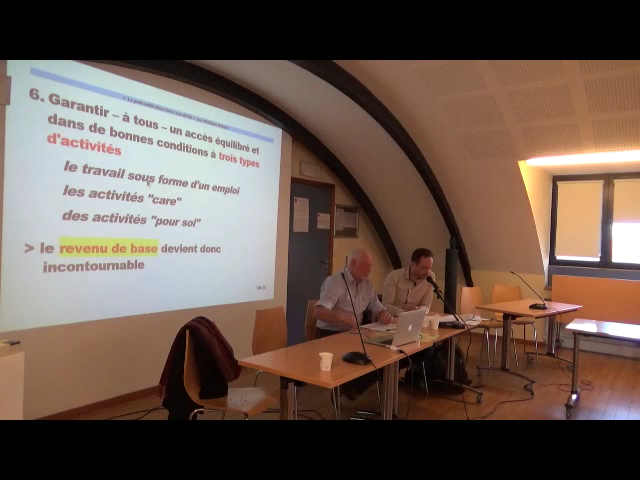 6. Garantir – à tous – un accès équilibré et
dans de bonnes conditions à trois types
d'activités
le travail sous forme d'un emploi
les activités "care"
des activités "pour soi"
> le revenu de base devient donc
incontournable